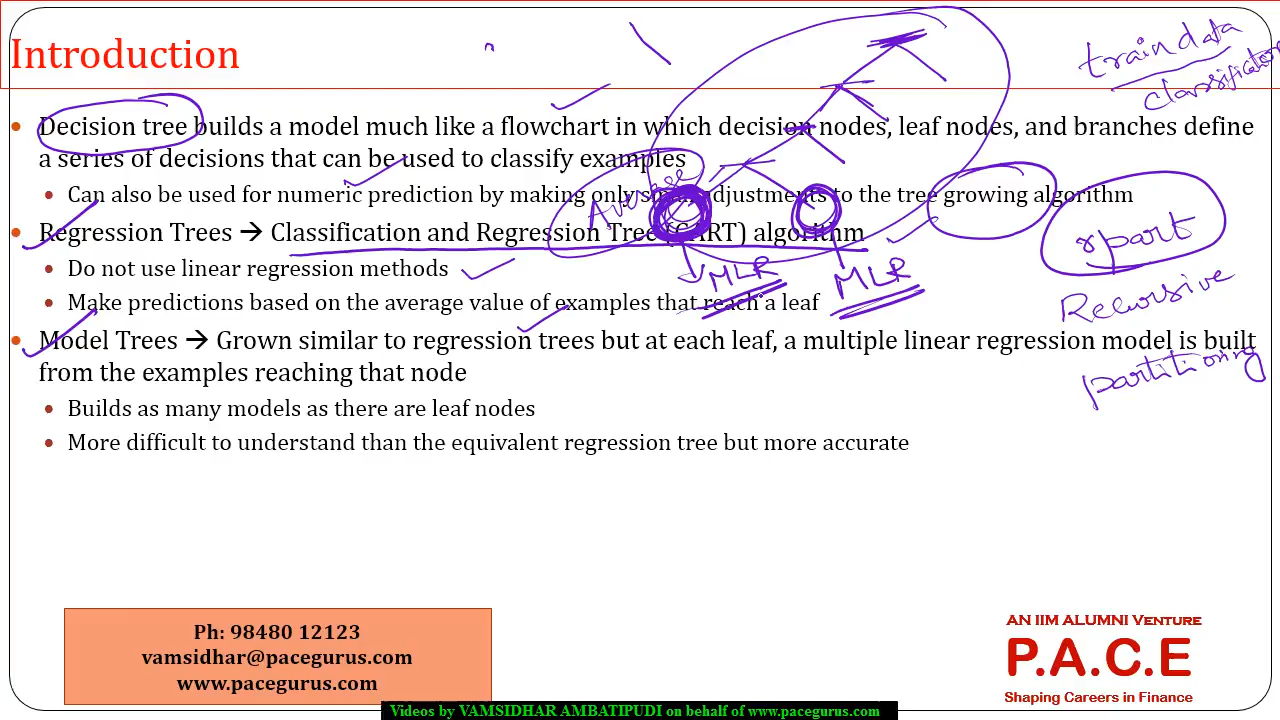 Introduction
train data
classification
Decision tree builds a model much like a flowchart in which decision nodes, leaf nodes, and branches define
a series of decisions that can be used to classify examples
Can also be used for numeric prediction by making only small adjustments to the tree growing algorithm
Average
Regression Trees → Classification and Regression Tree (CART) algorithm
rpart
Do not use linear regression methods
MLR
MLR
Make predictions based on the average value of examples that reach a leaf
Recursive
Model Trees → Grown similar to regression trees but at each leaf, a multiple linear regression model is built
from the examples reaching that node
partitioning
Builds as many models as there are leaf nodes
More difficult to understand than the equivalent regression tree but more accurate
Ph: 98480 12123
vamsidhar@pacegurus.com
www.pacegurus.com
AN IIM ALUMNI VENTURE
P.A.C.E
Shaping Careers in Finance
Videos by VAMSIDHAR AMBATIPUDI on behalf of www.pacegurus.com